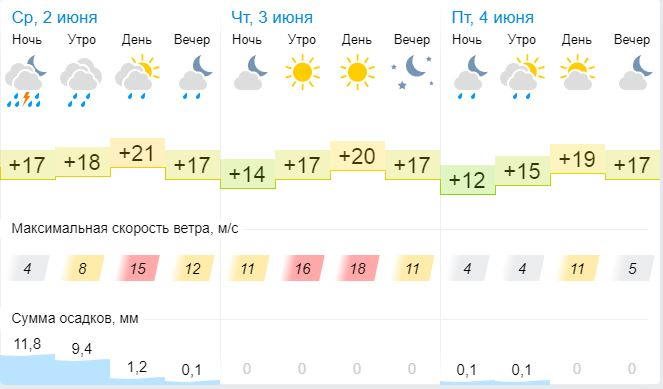 Ср, 2 июня Чт, 3 июня Пт, 4 июня
Ночь Утро День Вечер Ночь Утро День Вечер Ночь Утро День Вечер
+17 +18 +21 +17 +14 +17 +20 +17 +12 +15 +19 +17
Максимальная скорость ветра, м/с
4 8 15 12 11 16 18 11 4 4 11 5
Сумма осадков, мм
11,8 9,4 1,2 0,1 0 0 0 0 0,1 0,1 0 0